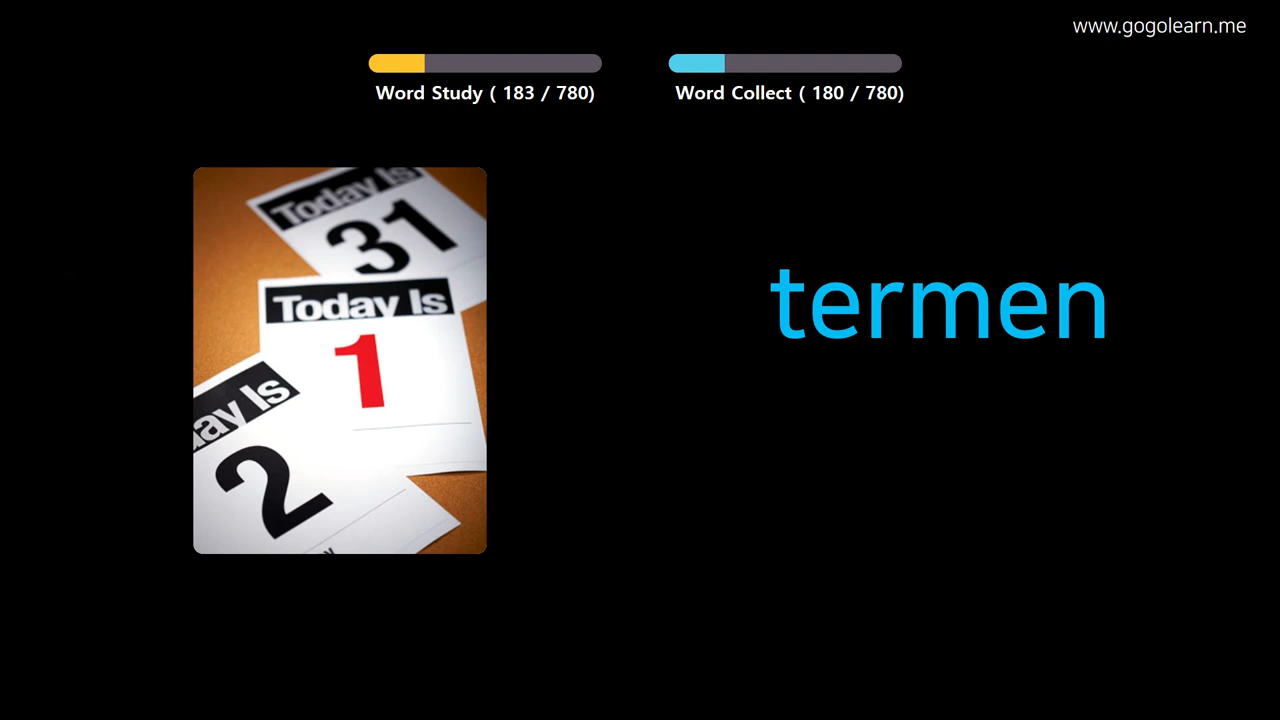 www.gogolearn.me
Word Study ( 183 / 780)
Word Collect ( 180 / 780)
Today Is
31
Today Is
1
termen
day Is
2